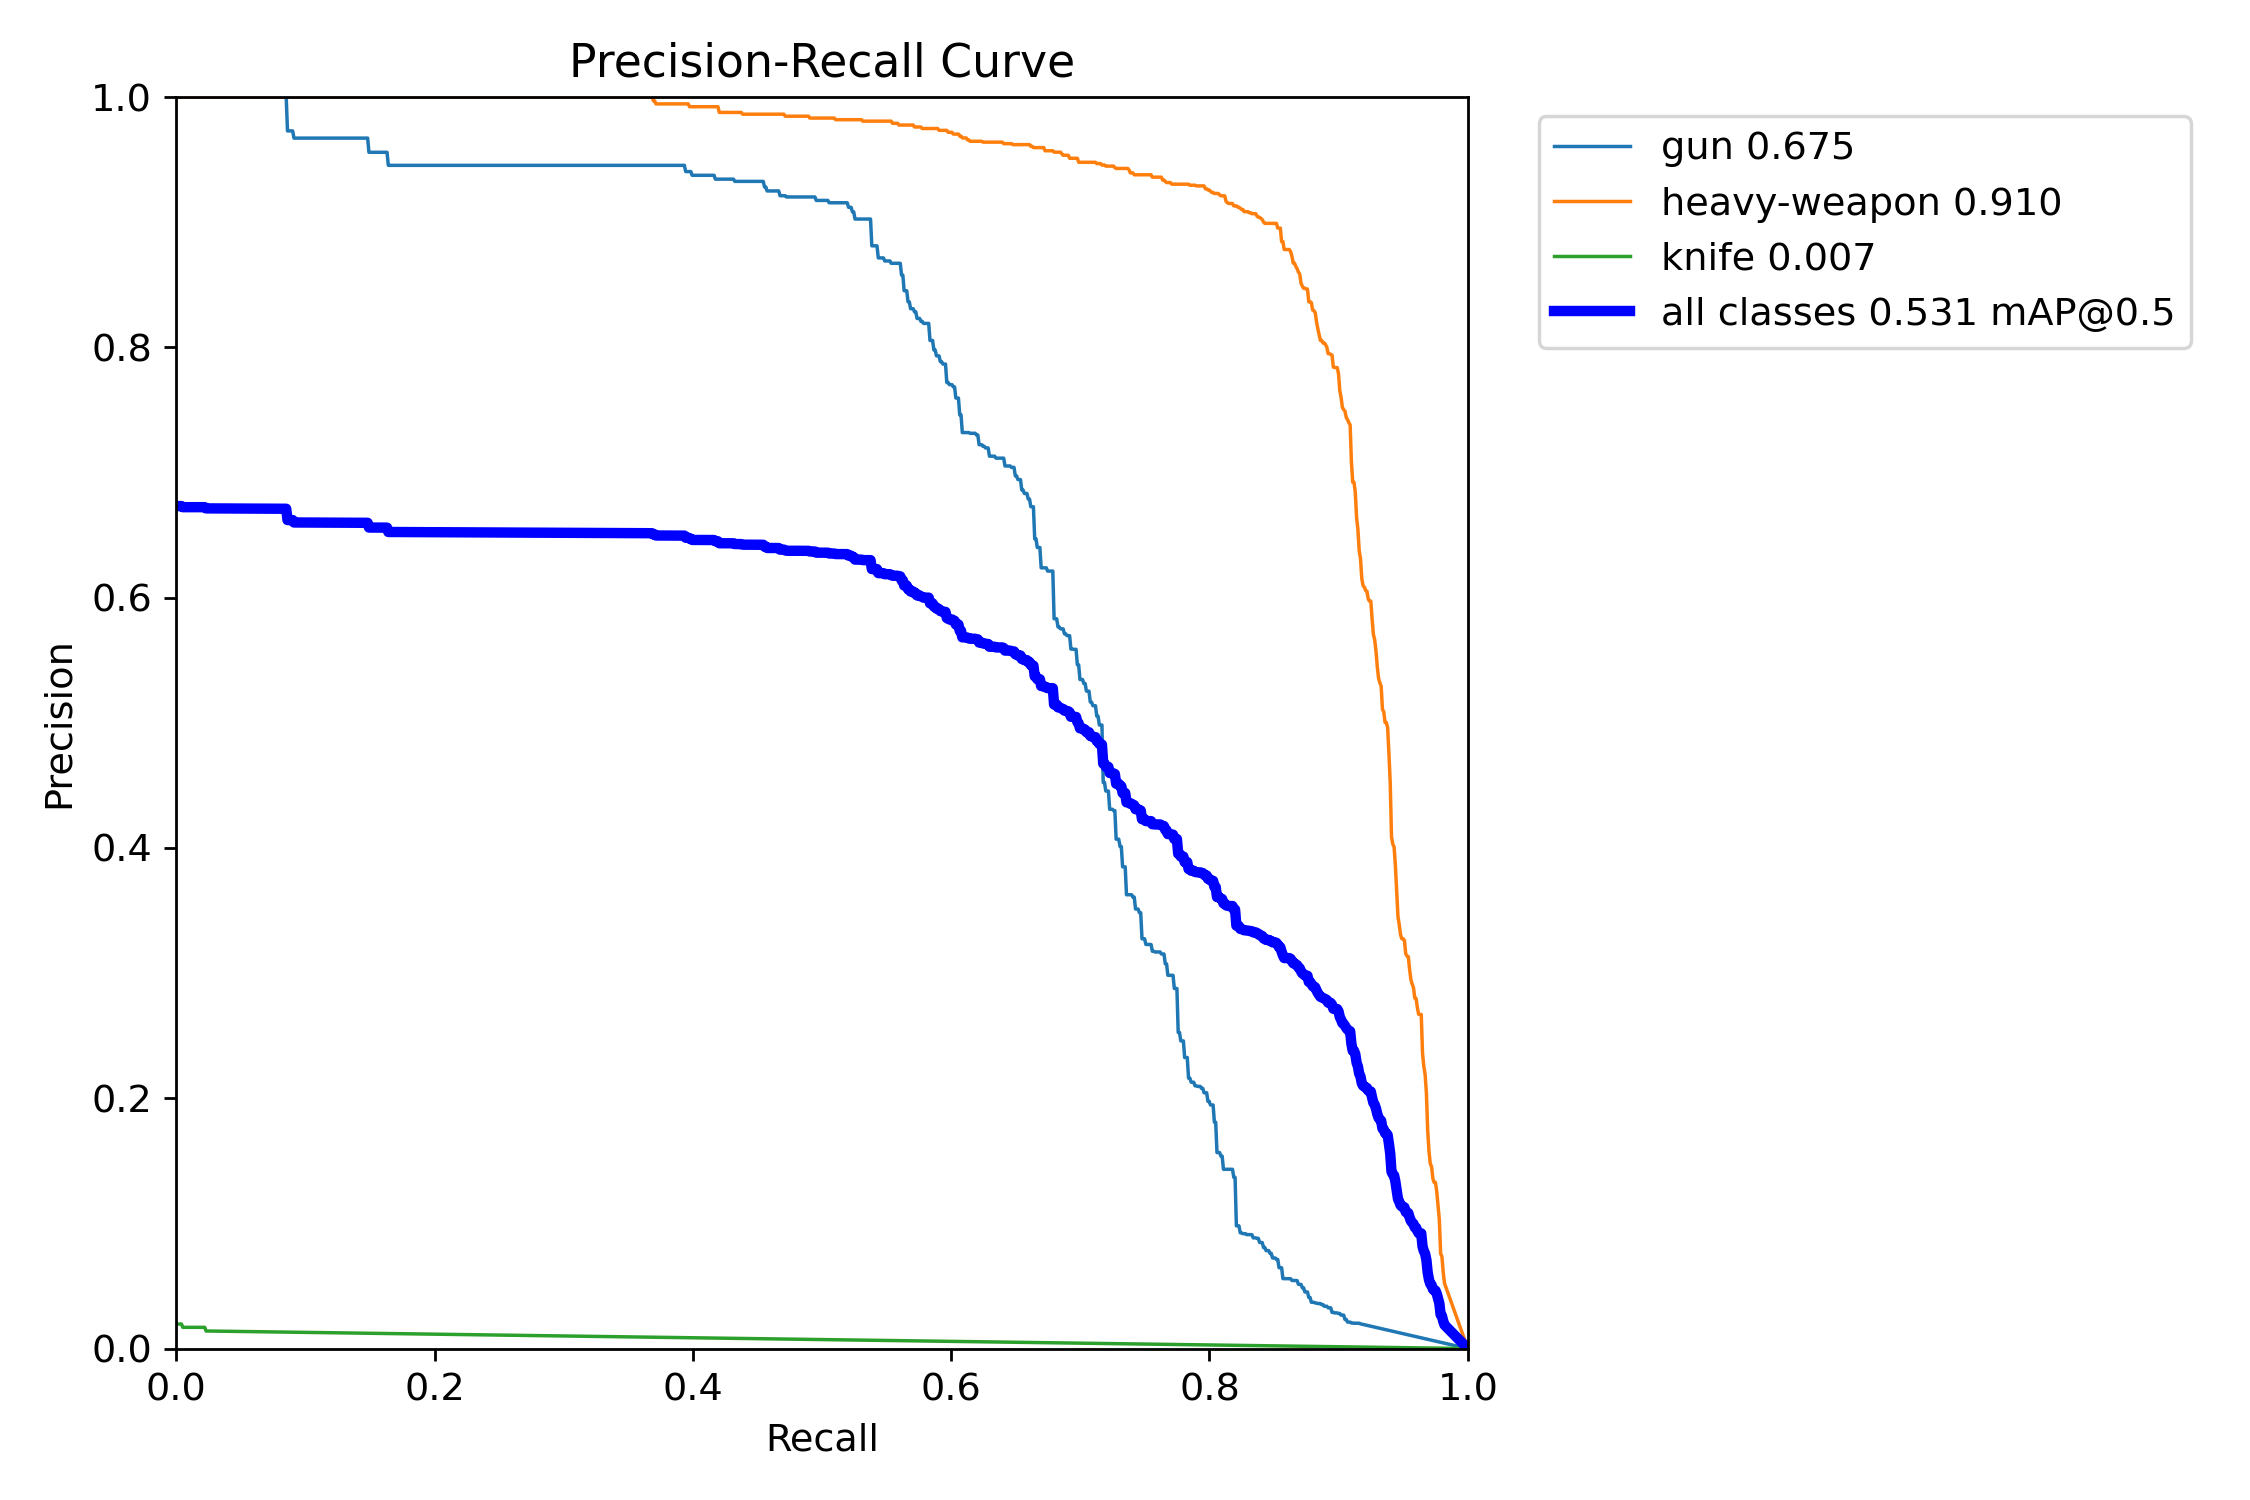 Precision-Recall Curve
1.0
0.8
0.6
0.4
0.2
0.0
Precision
0.0 0.2 0.4 0.6 0.8 1.0
Recall
gun 0.675
heavy-weapon 0.910
knife 0.007
all classes 0.531 mAP@0.5